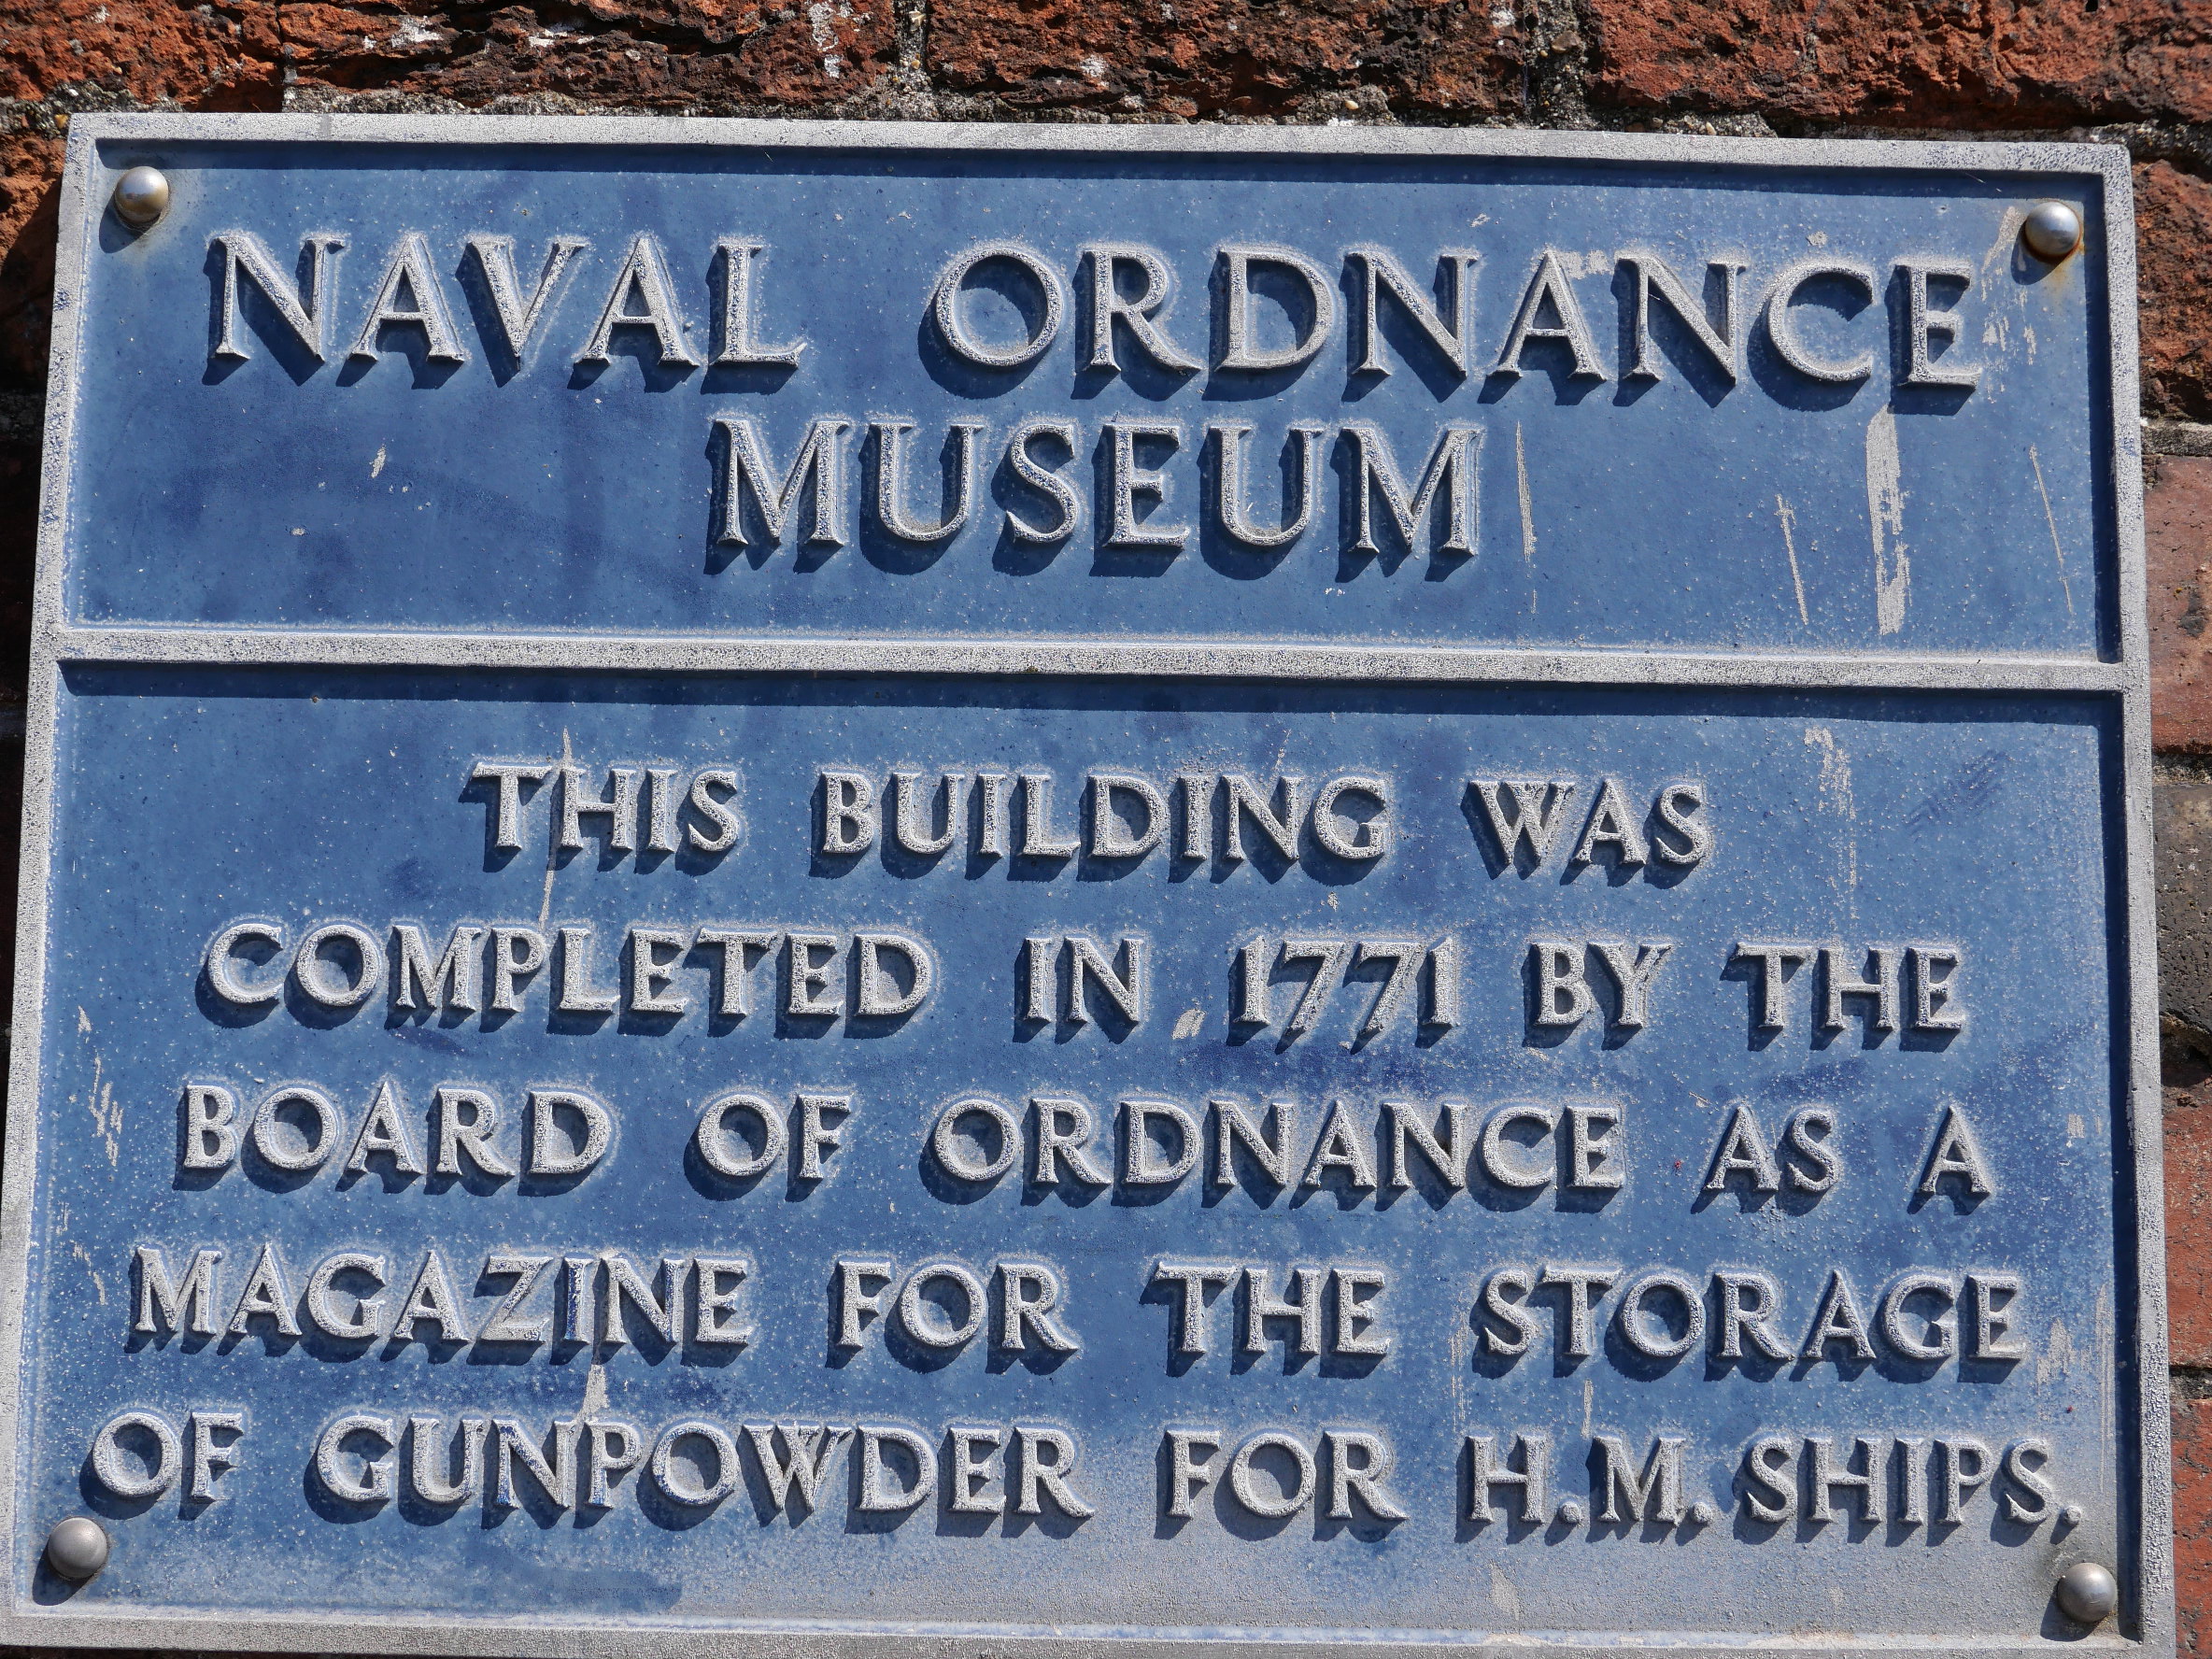 NAVAL ORDNANCE
MUSEUM
THIS BUILDING WAS
COMPLETED IN 1771 BY THE
BOARD OF ORDNANCE AS A
MAGAZINE FOR THE STORAGE
OF GUNPOWDER FOR H.M. SHIPS.